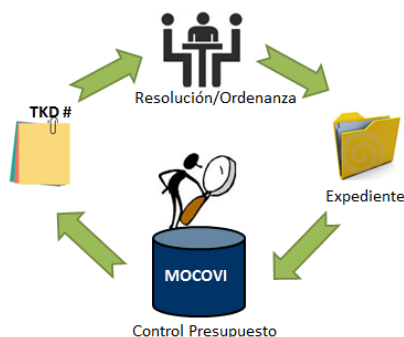 TKD #
Resolución/Ordenanza
Expediente
MOCOVI
Control Presupuesto